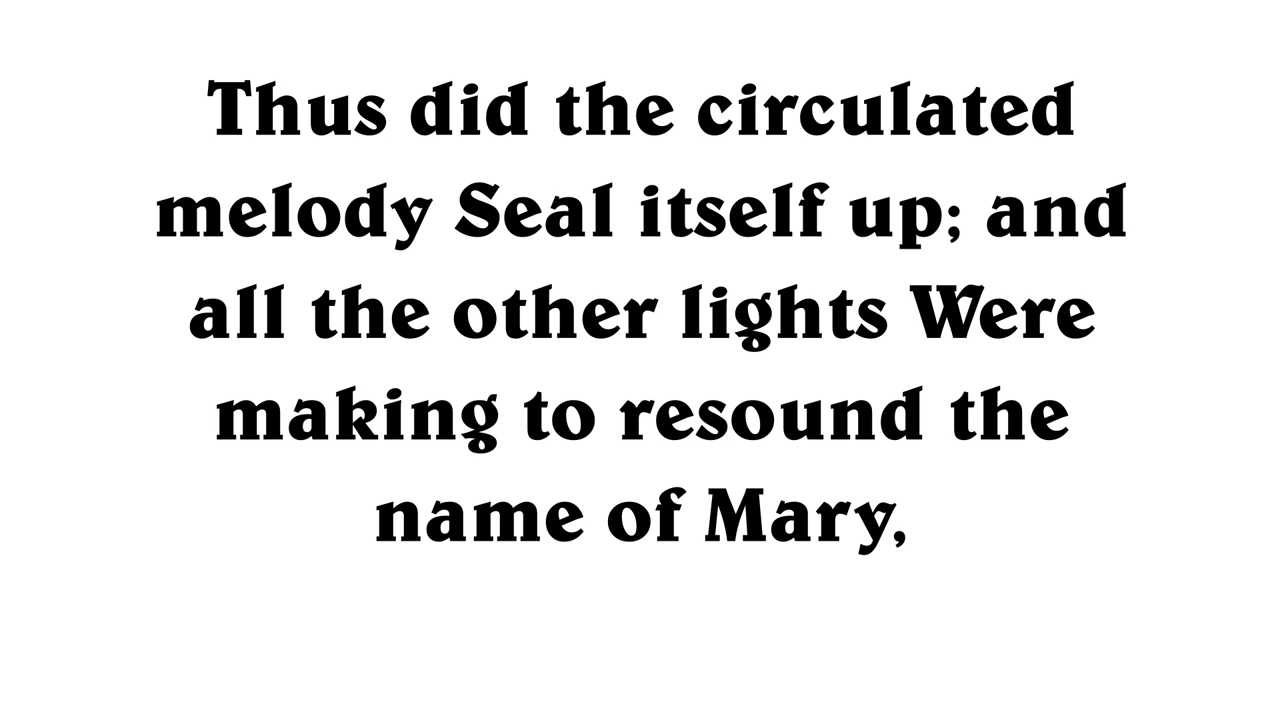 Thus did the circulated
melody Seal itself up; and
all the other lights Were
making to resound the
name of Mary,